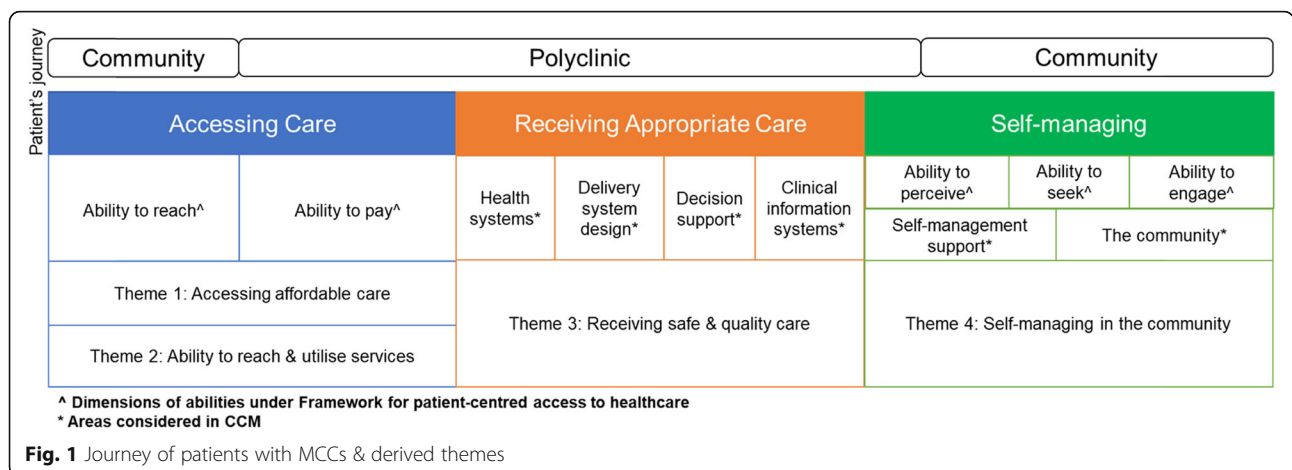 Patient's journey
Community
Polyclinic
Community
Accessing Care
Receiving Appropriate Care
Self-managing
Ability to reach^
Ability to pay^
Health
systems*
Delivery
system
design*
Decision
support*
Clinical
information
systems*
Ability to
perceive^
Ability to
seek^
Ability to
engage^
Self-management
support*
The community*
Theme 1: Accessing affordable care
Theme 2: Ability to reach & utilise services
Theme 3: Receiving safe & quality care
Theme 4: Self-managing in the community
^ Dimensions of abilities under Framework for patient-centred access to healthcare
* Areas considered in CCM
Fig. 1 Journey of patients with MCCs & derived themes